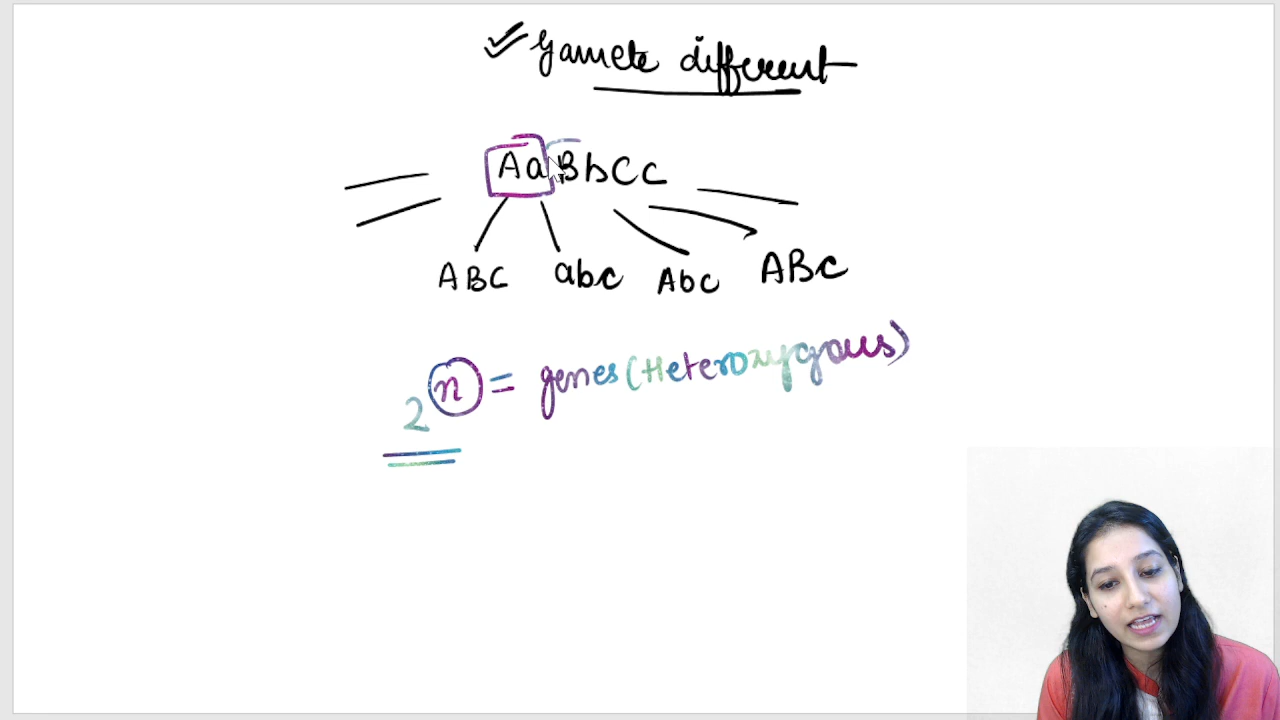 Gamete different
AaBbCc
ABC abc Abc ABc
2^n = genes (Heterozygous)